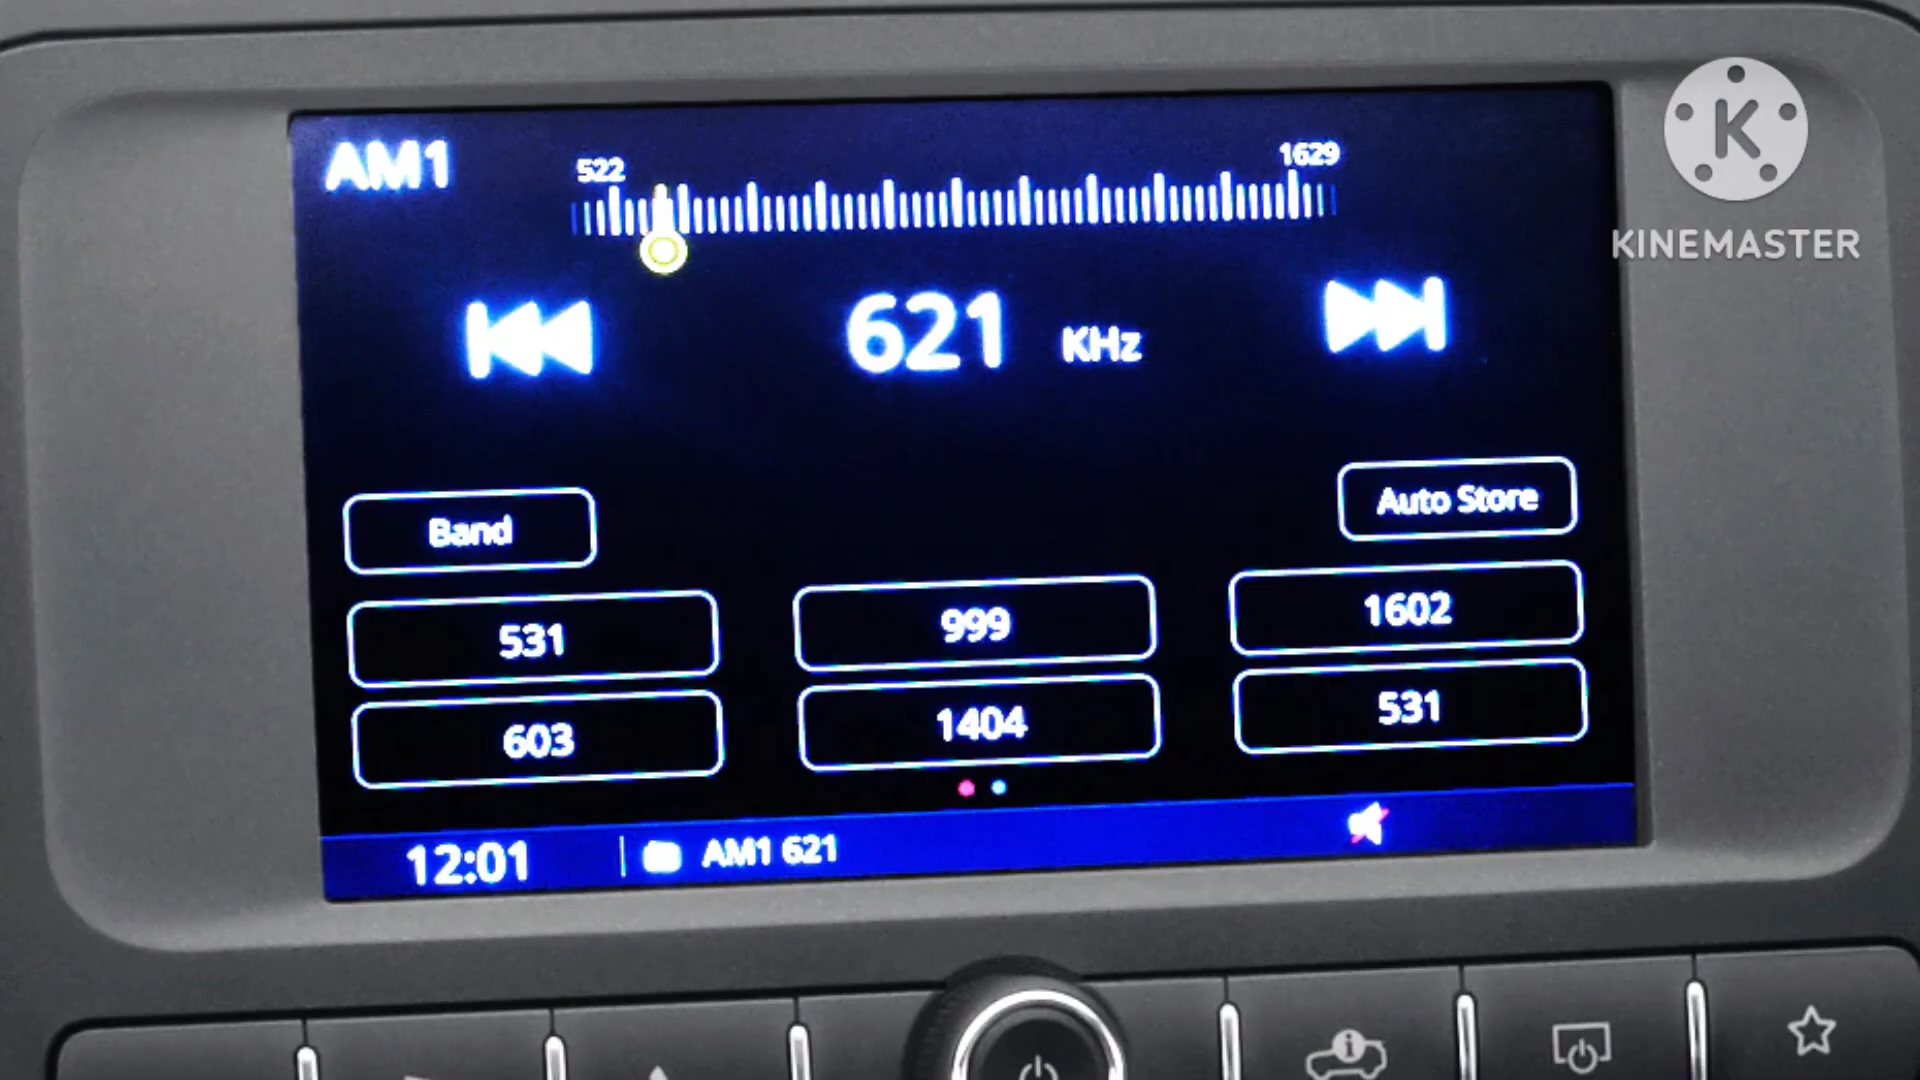 AM1
522
1629
621 KHz
Band
Auto Store
531
999
1602
603
1404
531
12:01
AM1 621
K
KINEMASTER